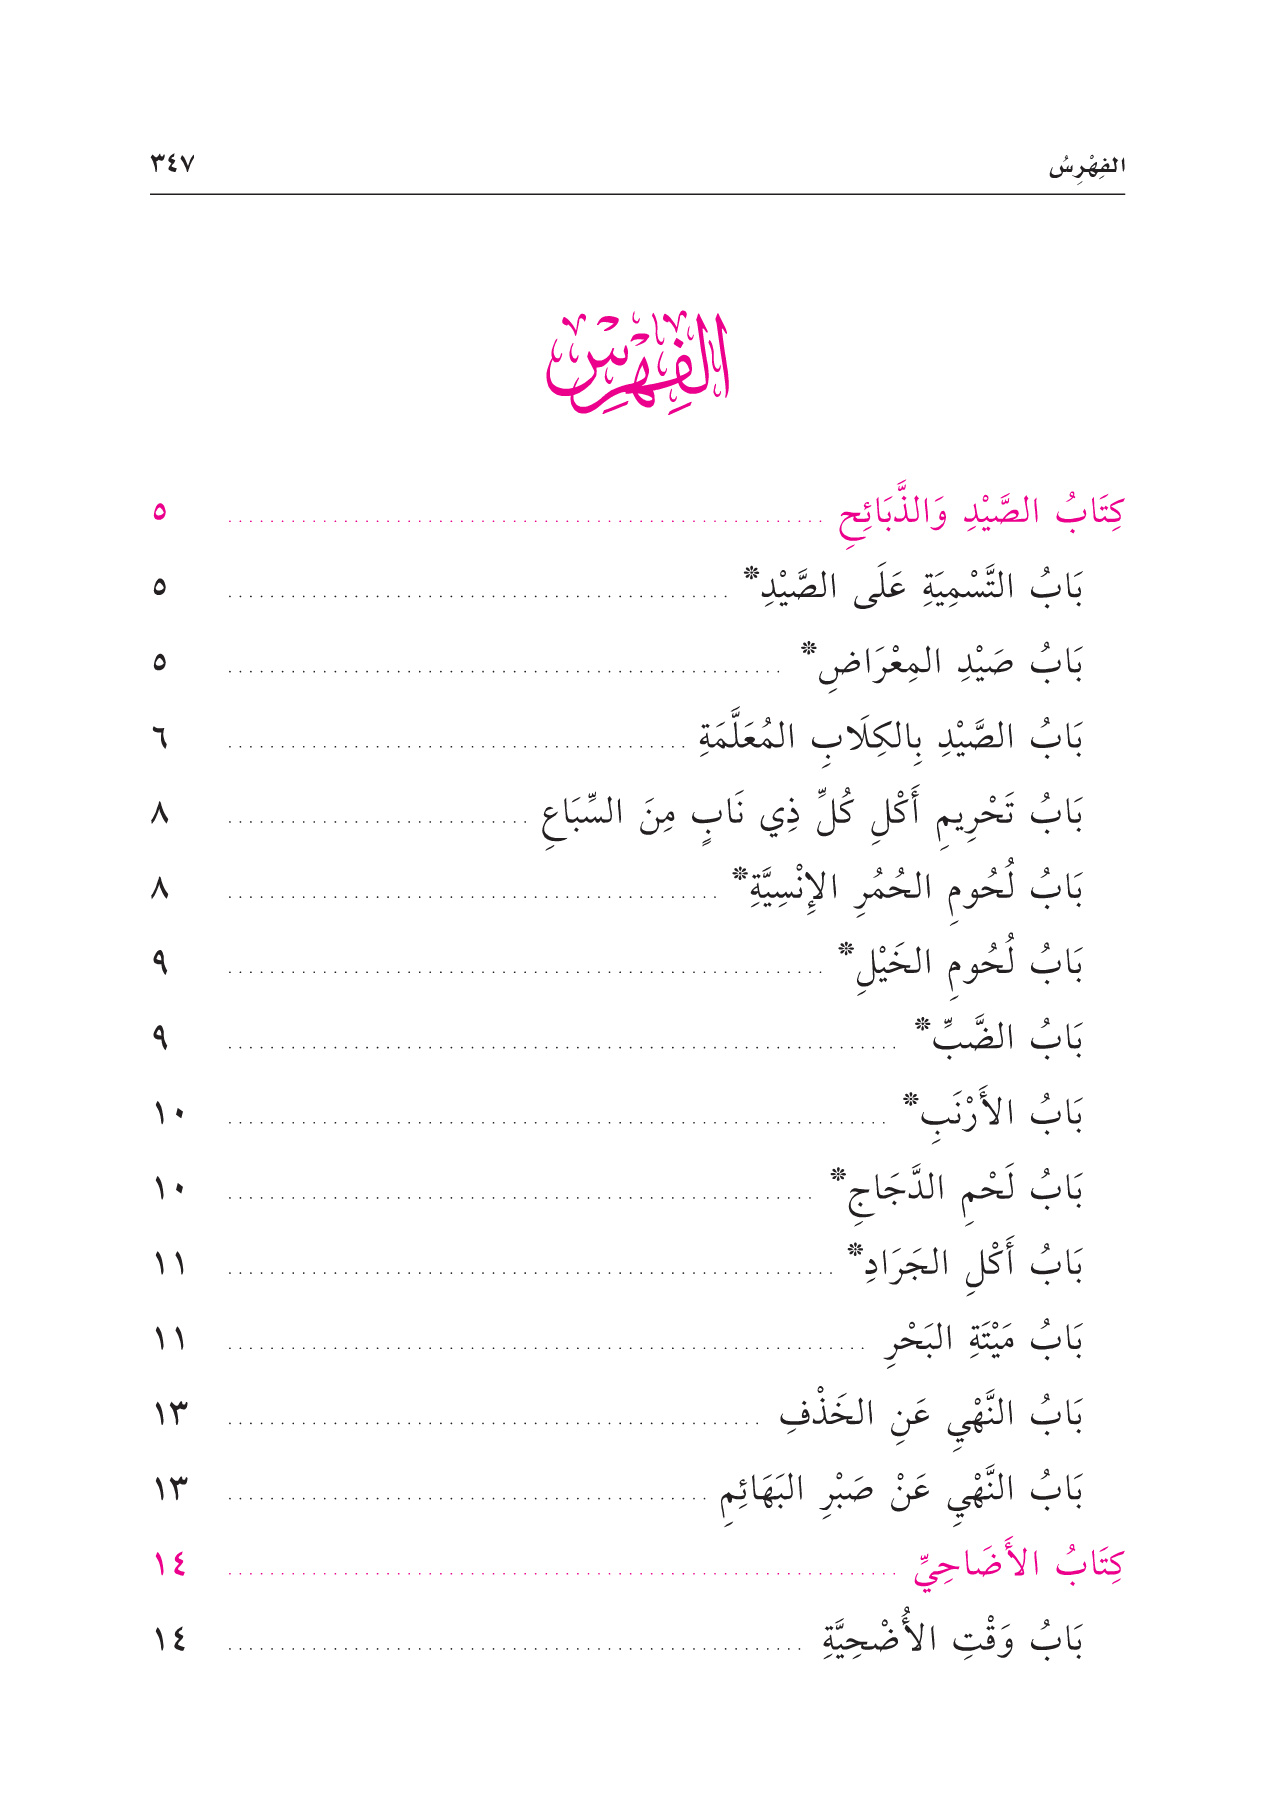 الفِهْرِسُ ٣٤٧
الفِهْرِسُ
كِتَابُ الصَّيْدِ وَالذَّبَائِحِ ٥
بَابُ التَّسْمِيَةِ عَلَى الصَّيْدِ* ٥
بَابُ صَيْدِ المِعْرَاضِ* ٥
بَابُ الصَّيْدِ بِالكِلَابِ المُعَلَّمَةِ ٦
بَابُ تَحْرِيمِ أَكْلِ كُلِّ ذِي نَابٍ مِنَ السِّبَاعِ ٨
بَابُ لُحُومِ الحُمُرِ الإِنْسِيَّةِ* ٨
بَابُ لُحُومِ الخَيْلِ* ٩
بَابُ الضَّبِّ* ٩
بَابُ الأَرْنَبِ* ١٠
بَابُ لَحْمِ الدَّجَاجِ* ١٠
بَابُ أَكْلِ الجَرَادِ* ١١
بَابُ مَيْتَةِ البَحْرِ ١١
بَابُ النَّهْيِ عَنِ الخَذْفِ ١٣
بَابُ النَّهْيِ عَنْ صَبْرِ البَهَائِمِ ١٣
كِتَابُ الأَضَاحِيِّ ١٤
بَابُ وَقْتِ الأُضْحِيَّةِ ١٤